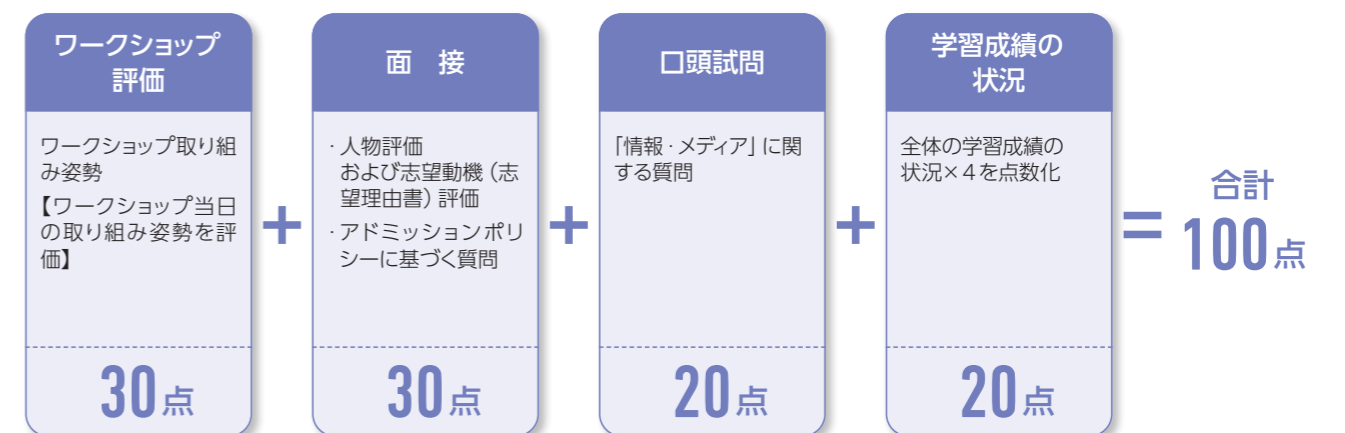 ワークショップ
評価
ワークショップ取り組
み姿勢
【ワークショップ当日
の取り組み姿勢を評
価】
30点
+
面 接
・人物評価
および志望動機（志
望理由書）評価
・アドミッションポリ
シーに基づく質問
30点
+
口頭試問
「情報・メディア」に関
する質問
20点
+
学習成績の
状況
全体の学習成績の
状況×4を点数化
20点
=
合計
100点